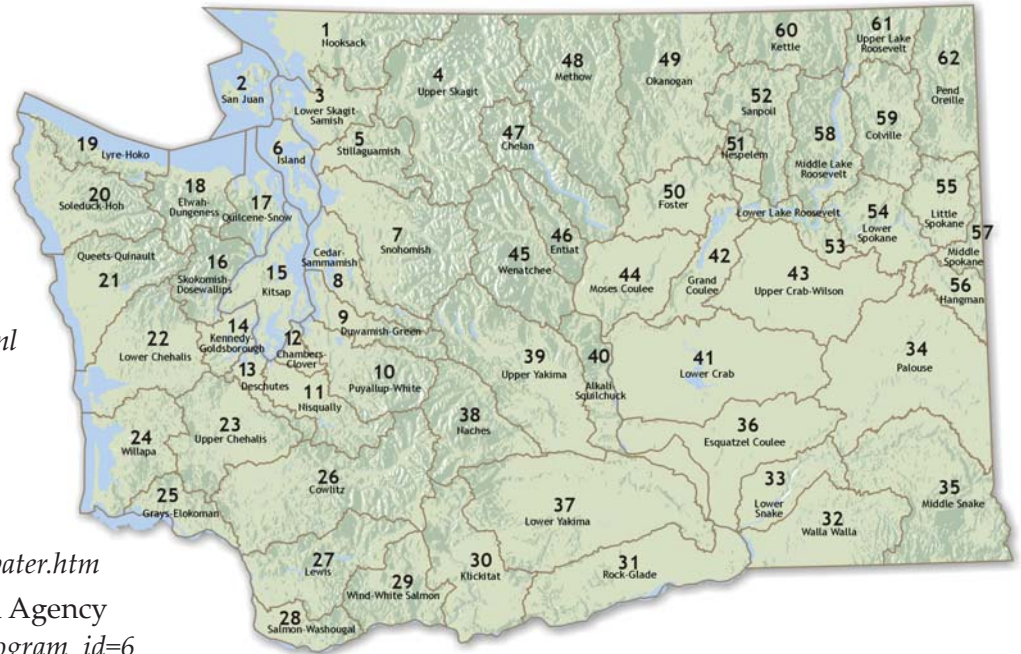 1
Nooksack
2
San Juan
3
Lower Skagit-
Samish
4
Upper Skagit
5
Stillaguamish
6
Island
7
Snohomish
Cedar-
Sammamish
8
9
Duwamish-Green
10
Puyallup-White
11
Nisqually
12
Chambers-
Clover
13
Deschutes
14
Kennedy-
Goldsborough
15
Kitsap
16
Skokomish-
Dosewallips
17
Quilcene-Snow
18
Elwah-
Dungeness
19
Lyre-Hoko
20
Soleduck-Hoh
Queets-Quinault
21
22
Lower Chehalis
23
Upper Chehalis
24
Willapa
25
Grays-Elokoman
26
Cowlitz
27
Lewis
28
Salmon-Washougal
29
Wind-White Salmon
30
Klickitat
31
Rock-Glade
32
Walla Walla
33
Lower
Snake
34
Palouse
35
Middle Snake
36
Esquatzel Coulee
37
Lower Yakima
38
Naches
39
Upper Yakima
40
Alkali
Squilchuck
41
Lower Crab
42
Grand
Coulee
43
Upper Crab-Wilson
44
Moses Coulee
45
Wenatchee
46
Entiat
47
Chelan
48
Methow
49
Okanogan
50
Foster
51
Nespelem
52
Sanpoil
Lower Lake Roosevelt
53
54
Lower
Spokane
55
Little
Spokane
56
Hangman
57
Middle
Spokane
58
Middle Lake
Roosevelt
59
Colville
60
Kettle
61
Upper Lake
Roosevelt
62
Pend
Oreille
nl
ater.htm
Agency
ogram_id=6